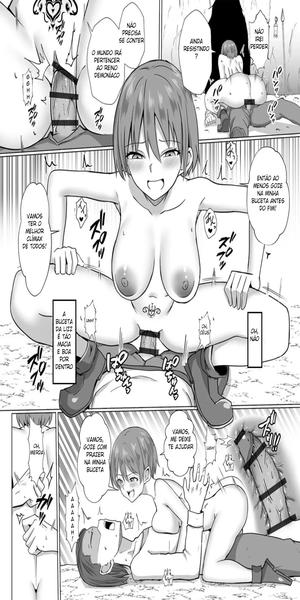 NÃO
PRECISA
SE CONTER
O MUNDO IRÁ
PERTENCER
AO REINO
DEMONÍACO
AINDA
RESISTINDO?
NÃO
IREI
PERDER
VAMOS
TER O
MELHOR
CLÍMAX
DE TODOS!
ENTÃO AO
MENOS GOZE
NA MINHA
BUCETA
ANTES DO
FIM!
A
BUCETA
DA LIZ
É TÃO
MACIA E
BOA POR
DENTRO
OH,
NÃO
OH,
MERDA!
VAMOS,
GOZE COM
PRAZER NA
MINHA
BUCETA
VAMOS,
ME DEIXE
TE AJUDAR